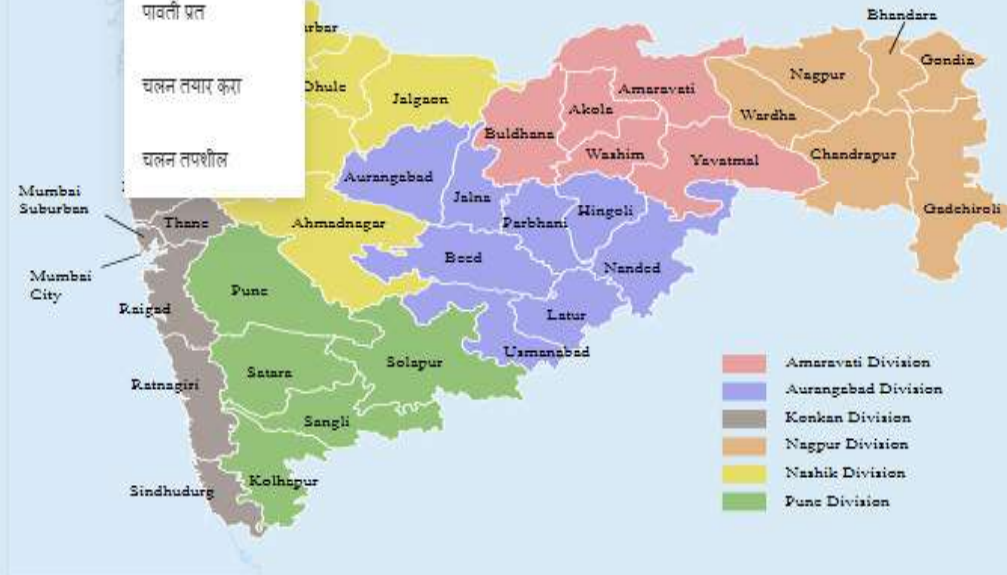 पावती प्रत
चलन तयार करा
चलन तपशील
Bhandara
Gondia
Nagpur
Dhule
Jalgaon
Amaravati
Akola
Wardha
Buldhana
Washim
Yavatmal
Chandrapur
Aurangabad
Jalna
Mumbai
Suburban
Hingoli
Gadchiroli
Thane
Ahmadnagar
Parbhani
Beed
Nanded
Mumbai
City
Pune
Raigad
Latur
Usmanabad
Solapur
Satara
Ratnagiri
Sangli
Kolhapur
Sindhudurg
Amaravati Division
Aurangabad Division
Konkan Division
Nagpur Division
Nashik Division
Pune Division